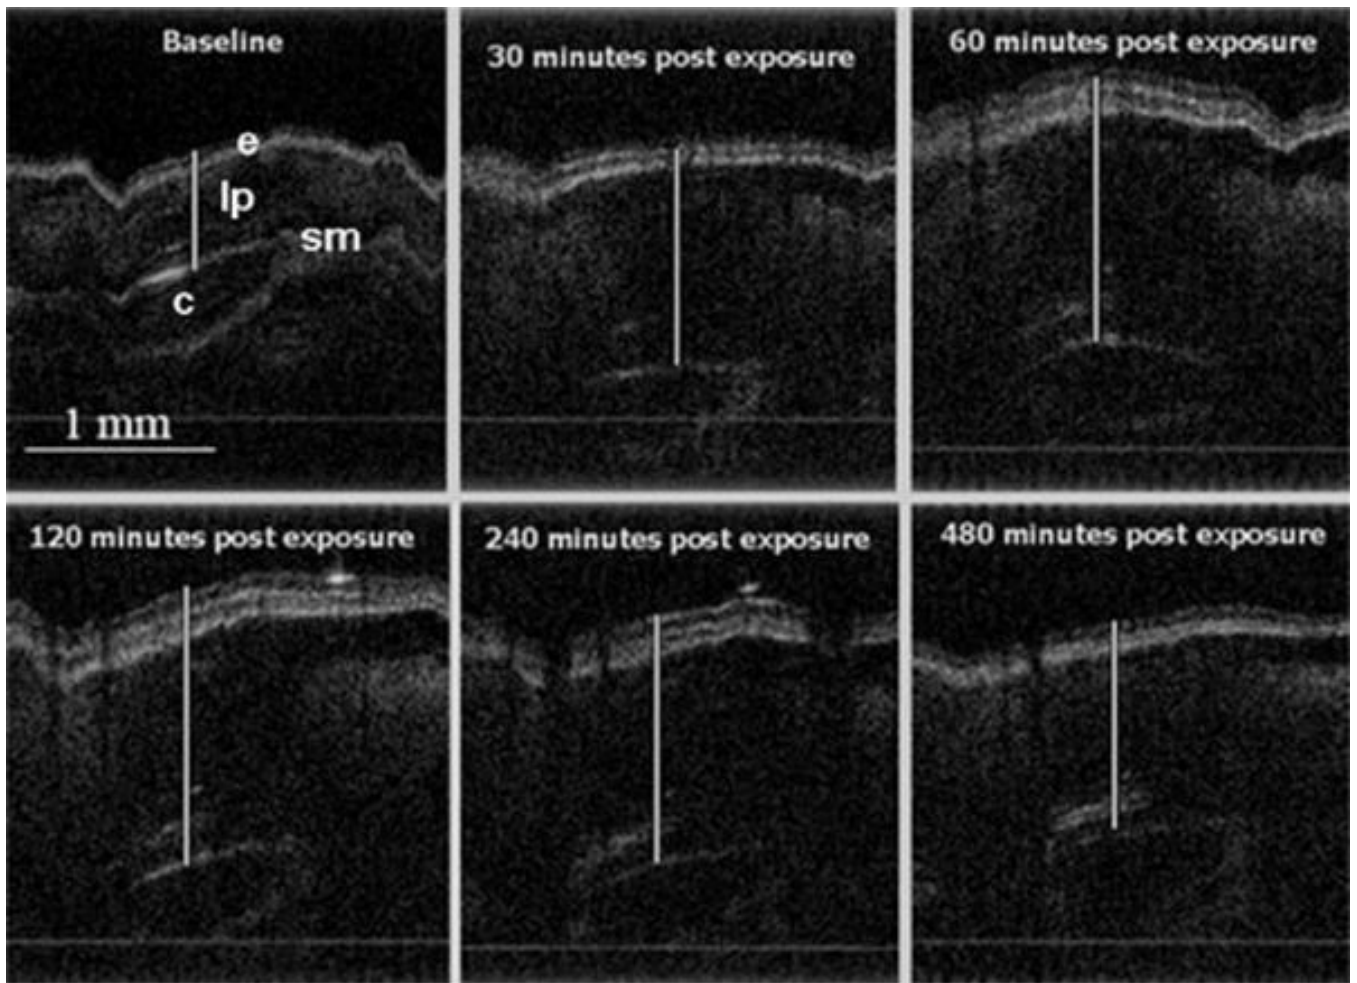 Baseline
e
lp
sm
c
1 mm
30 minutes post exposure
60 minutes post exposure
120 minutes post exposure
240 minutes post exposure
480 minutes post exposure